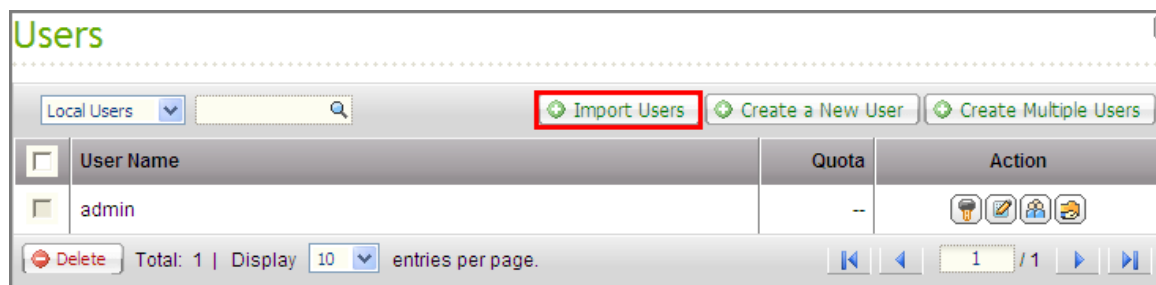 Users
Local Users Import Users Create a New User Create Multiple Users
User Name Quota Action
admin --
Delete Total: 1 | Display 10 entries per page. 1 / 1